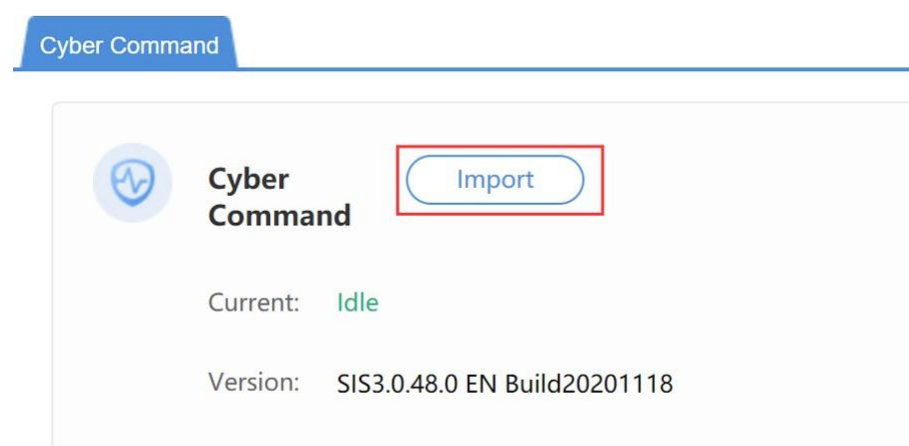 Cyber Command
Cyber
Command
Import
Current: Idle
Version: SIS3.0.48.0 EN Build20201118